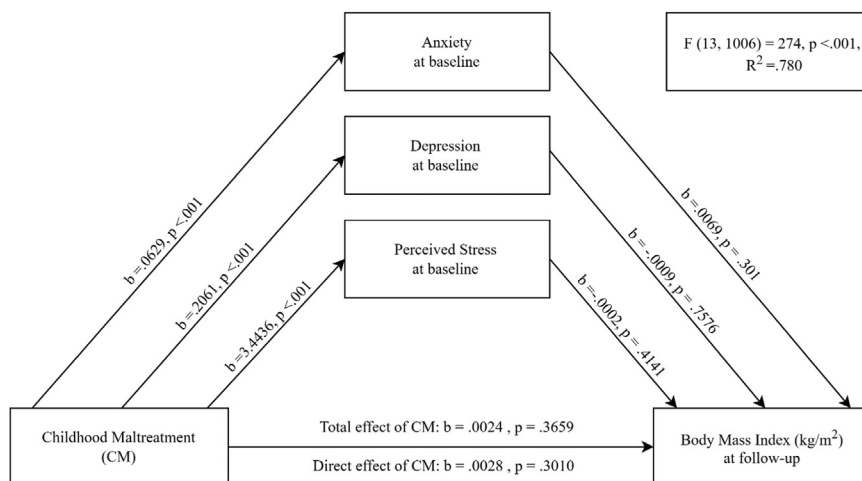 Anxiety
at baseline
F (13, 1006) = 274, p <.001,
R² =.780
Depression
at baseline
Perceived Stress
at baseline
b =.0629, p <.001
b =.2061, p <.001
b =3.4436, p <.001
b =.0069, p = .301
b =-.0009, p = .7576
b =-.0002, p = .4141
Childhood Maltreatment
(CM)
Total effect of CM: b = .0024 , p = .3659
Direct effect of CM: b = .0028 , p = .3010
Body Mass Index (kg/m²)
at follow-up